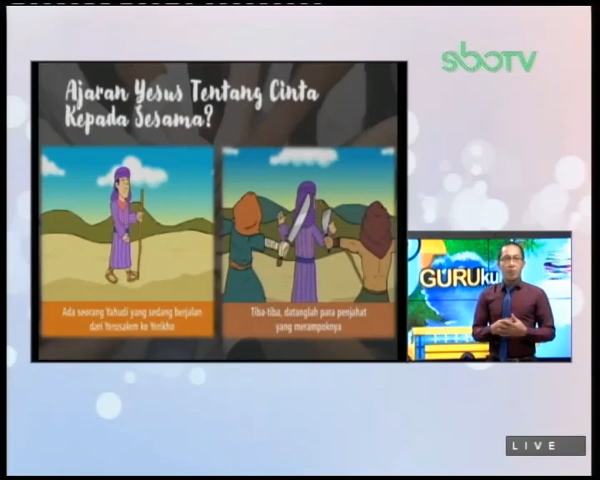 sboTV
Ajaran Yesus Tentang Cinta
Kepada Sesama?
Ada seorang Yahudi yang sedang berjalan
dari Yerusalem ke Yerikho
Tiba-tiba, datanglah para penjahat
yang merampoknya
GURUku
LIVE